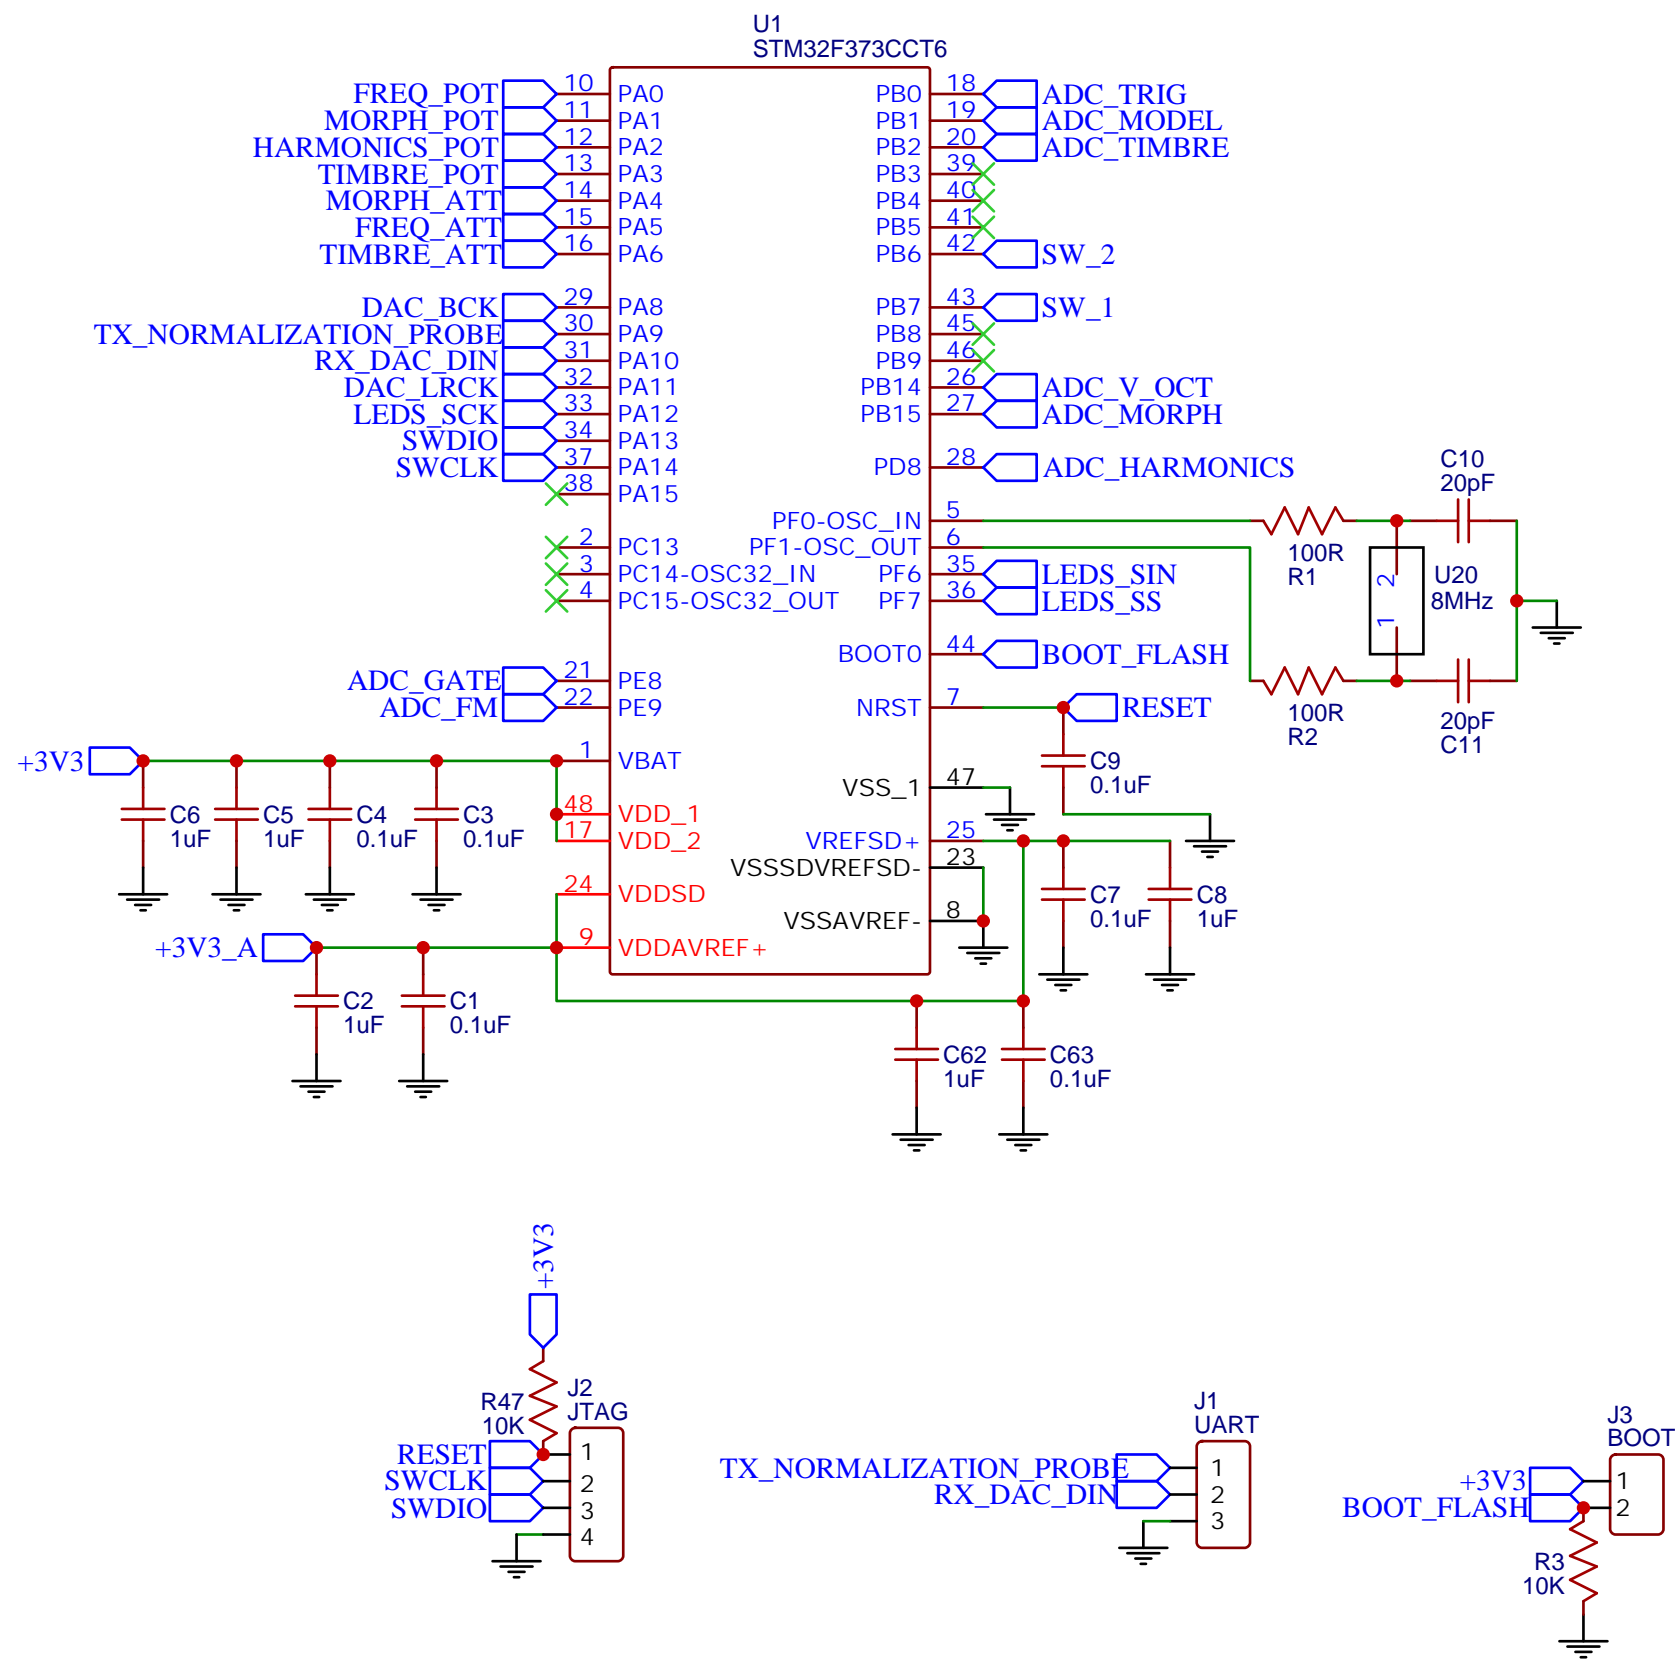 U1
STM32F373CCT6
FREQ_POT 10 PA0
MORPH_POT 11 PA1
HARMONICS_POT 12 PA2
TIMBRE_POT 13 PA3
MORPH_ATT 14 PA4
FREQ_ATT 15 PA5
TIMBRE_ATT 16 PA6
DAC_BCK 29 PA8
TX_NORMALIZATION_PROBE 30 PA9
RX_DAC_DIN 31 PA10
DAC_LRCK 32 PA11
LEDS_SCK 33 PA12
SWDIO 34 PA13
SWCLK 37 PA14
38 PA15
2 PC13
3 PC14-OSC32_IN
4 PC15-OSC32_OUT
ADC_GATE 21 PE8
ADC_FM 22 PE9
+3V3 1 VBAT
48 VDD_1
17 VDD_2
24 VDDSD
+3V3_A 9 VDDAVREF+
PB0 18 ADC_TRIG
PB1 19 ADC_MODEL
PB2 20 ADC_TIMBRE
PB3 39
PB4 40
PB5 41
PB6 42 SW_2
PB7 43 SW_1
PB8 45
PB9 46
PB14 26 ADC_V_OCT
PB15 27 ADC_MORPH
PD8 28 ADC_HARMONICS
PF0-OSC_IN 5
PF1-OSC_OUT 6
PF6 35 LEDS_SIN
PF7 36 LEDS_SS
BOOT0 44 BOOT_FLASH
NRST 7 RESET
VSS_1 47
VREFSD+ 25
VSSSDVREFSD- 23
VSSAVREF- 8
C10
20pF
100R
R1
2
1
U20
8MHz
100R
R2
20pF
C11
C9
0.1uF
C6
1uF
C5
1uF
C4
0.1uF
C3
0.1uF
C7
0.1uF
C8
1uF
C2
1uF
C1
0.1uF
C62
1uF
C63
0.1uF
+3V3
R47
10K
J2
JTAG
RESET 1
SWCLK 2
SWDIO 3
4
J1
UART
TX_NORMALIZATION_PROBE 1
RX_DAC_DIN 2
3
J3
BOOT
+3V3 1
BOOT_FLASH 2
R3
10K